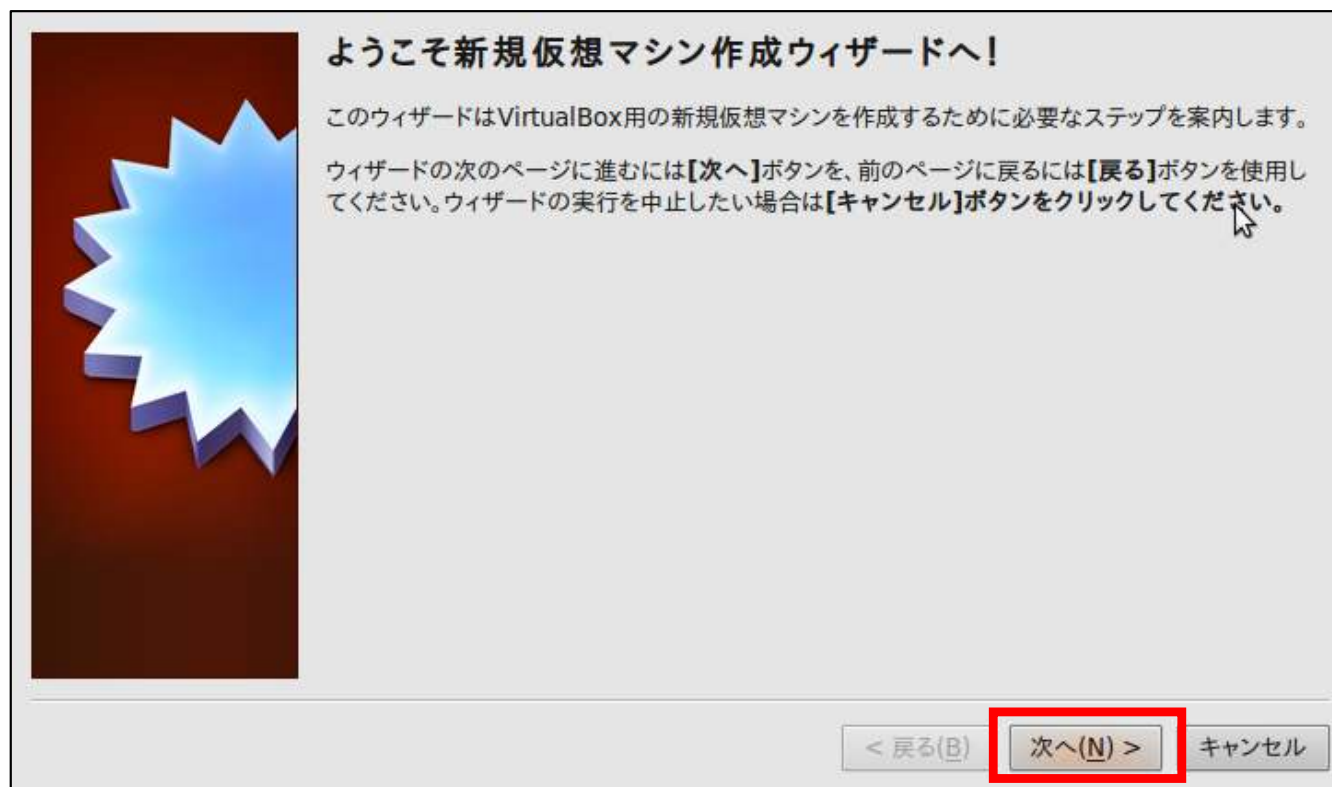 ようこそ新規仮想マシン作成ウィザードへ!
このウィザードはVirtualBox用の新規仮想マシンを作成するために必要なステップを案内します。
ウィザードの次のページに進むには[次へ]ボタンを、前のページに戻るには[戻る]ボタンを使用し
てください。ウィザードの実行を中止したい場合は[キャンセル]ボタンをクリックしてください。
< 戻る(B) 次へ(N) > キャンセル